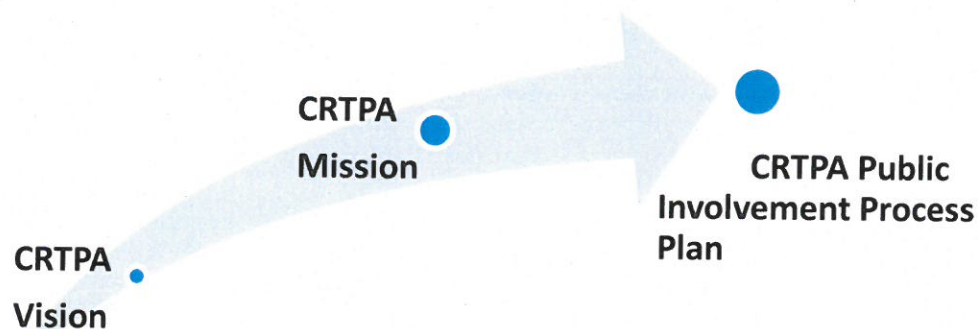 CRTPA
Mission
CRTPA Public
Involvement Process
Plan
CRTPA
Vision